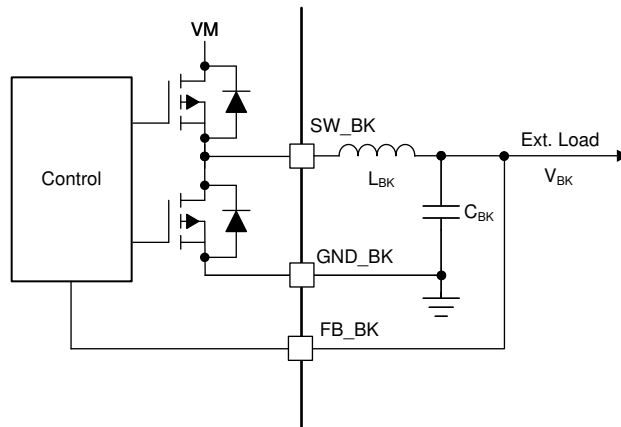 VM
SW_BK
Ext. Load
Control
L_BK
V_BK
C_BK
GND_BK
FB_BK